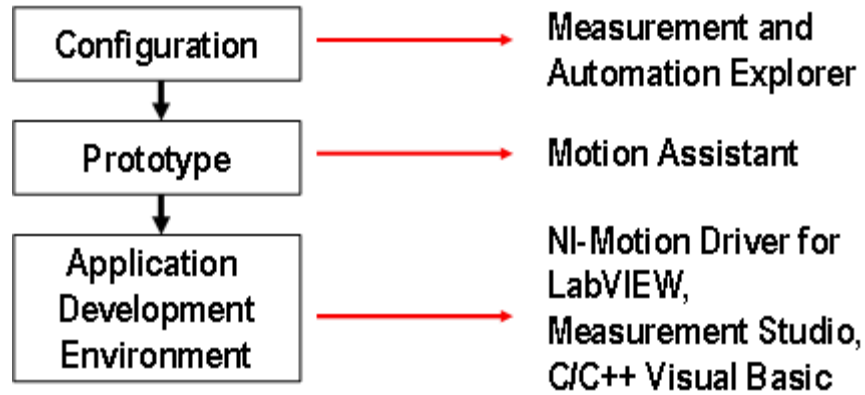 Configuration
Measurement and
Automation Explorer
Prototype
Motion Assistant
Application
Development
Environment
NI-Motion Driver for
LabVIEW,
Measurement Studio,
C/C++ Visual Basic